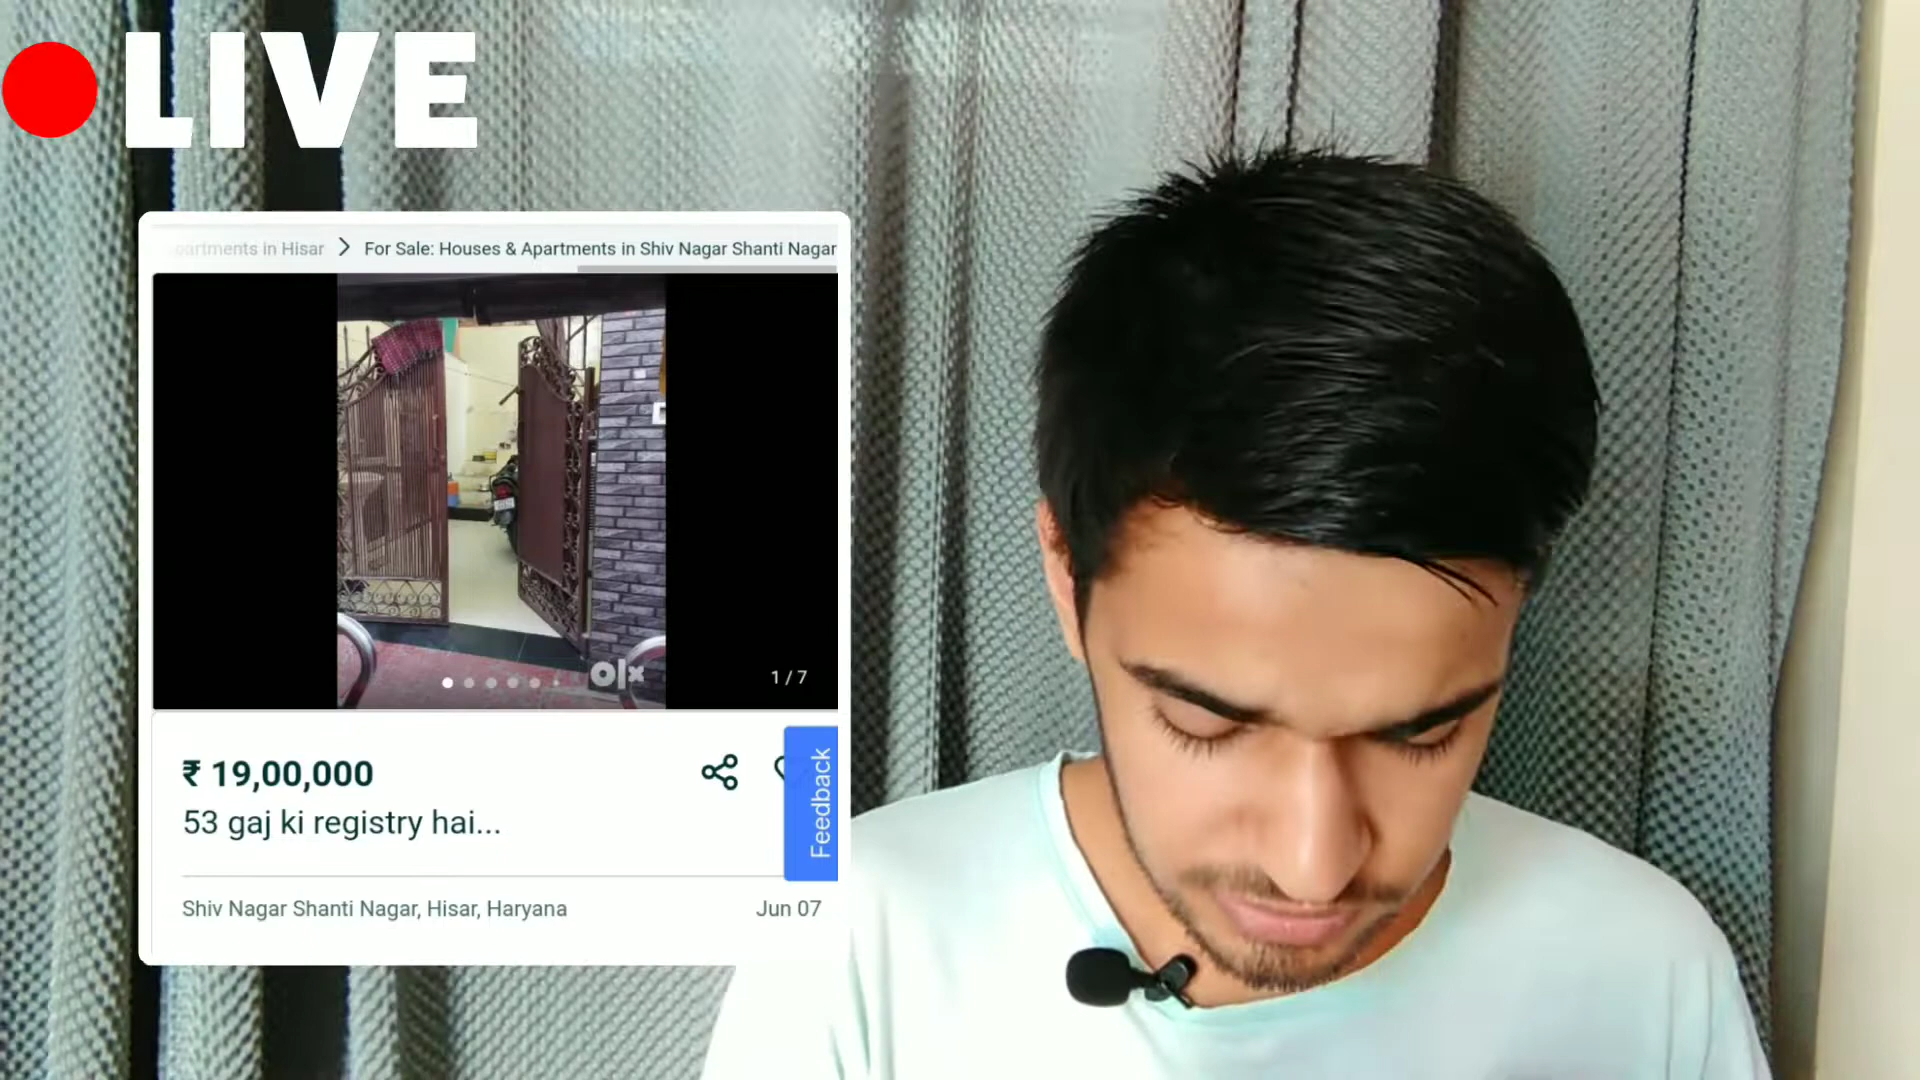 LIVE
partments in Hisar > For Sale: Houses & Apartments in Shiv Nagar Shanti Nagar
olx
1 / 7
₹ 19,00,000
53 gaj ki registry hai...
Feedback
Shiv Nagar Shanti Nagar, Hisar, Haryana
Jun 07